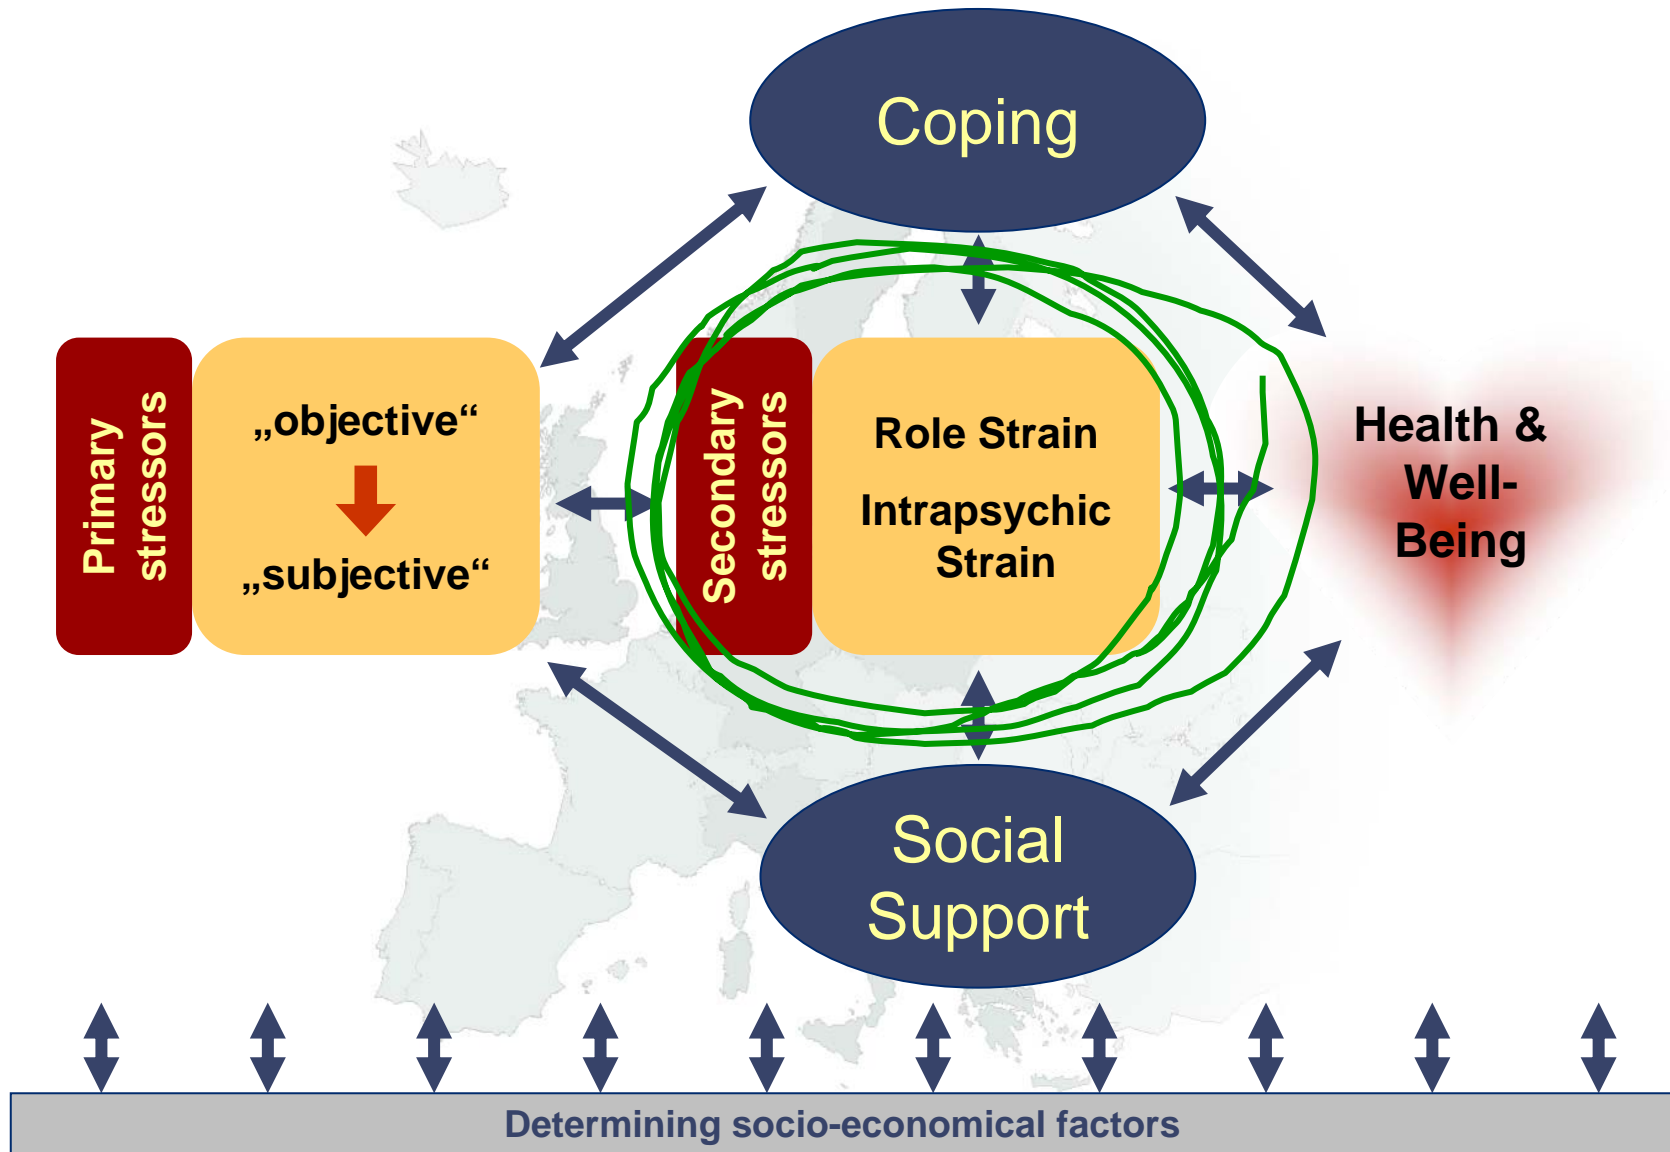 Coping
Primary
stressors
„objective“
„subjective“
Secondary
stressors
Role Strain
Intrapsychic
Strain
Health &
Well-
Being
Social
Support
Determining socio-economical factors